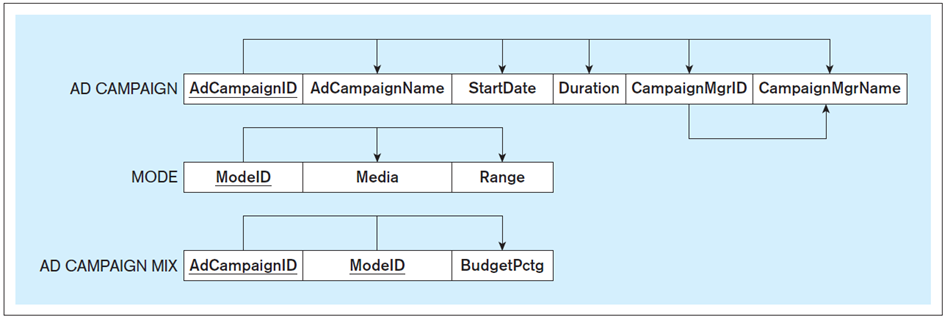 AD CAMPAIGN AdCampaignID AdCampaignName StartDate Duration CampaignMgrID CampaignMgrName
MODE ModeID Media Range
AD CAMPAIGN MIX AdCampaignID ModeID BudgetPctg